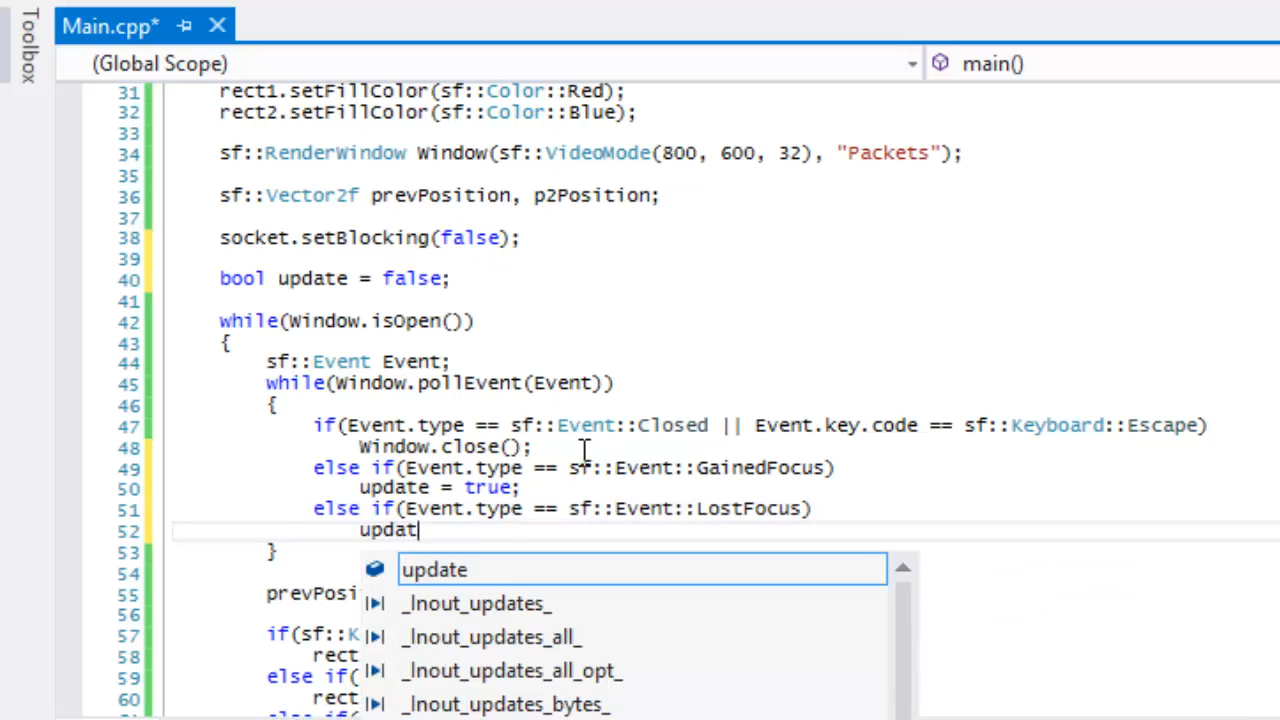 Toolbox
Main.cpp*
(Global Scope) main()
31 rect1.setFillColor(sf::Color::Red);
32 rect2.setFillColor(sf::Color::Blue);
33
34 sf::RenderWindow Window(sf::VideoMode(800, 600, 32), "Packets");
35
36 sf::Vector2f prevPosition, p2Position;
37
38 socket.setBlocking(false);
39
40 bool update = false;
41
42 while(Window.isOpen())
43 {
44 sf::Event Event;
45 while(Window.pollEvent(Event))
46 {
47 if(Event.type == sf::Event::Closed || Event.key.code == sf::Keyboard::Escape)
48 Window.close();
49 else if(Event.type == sf::Event::GainedFocus)
50 update = true;
51 else if(Event.type == sf::Event::LostFocus)
52 updat
53 }
update
54
_Inout_updates_
55 prevPosi
56
_Inout_updates_all_
57 if(sf::K
58 rect
_Inout_updates_all_opt_
59 else if(
60 rect
_Inout_updates_bytes_